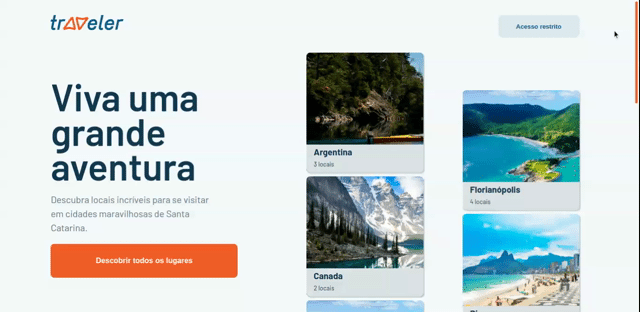 traveler
Acesso restrito
Viva uma
grande
aventura
Descubra locais incríveis para se visitar
em cidades maravilhosas de Santa
Catarina.
Descobrir todos os lugares
Argentina
3 locais
Canada
2 locais
Florianópolis
4 locais